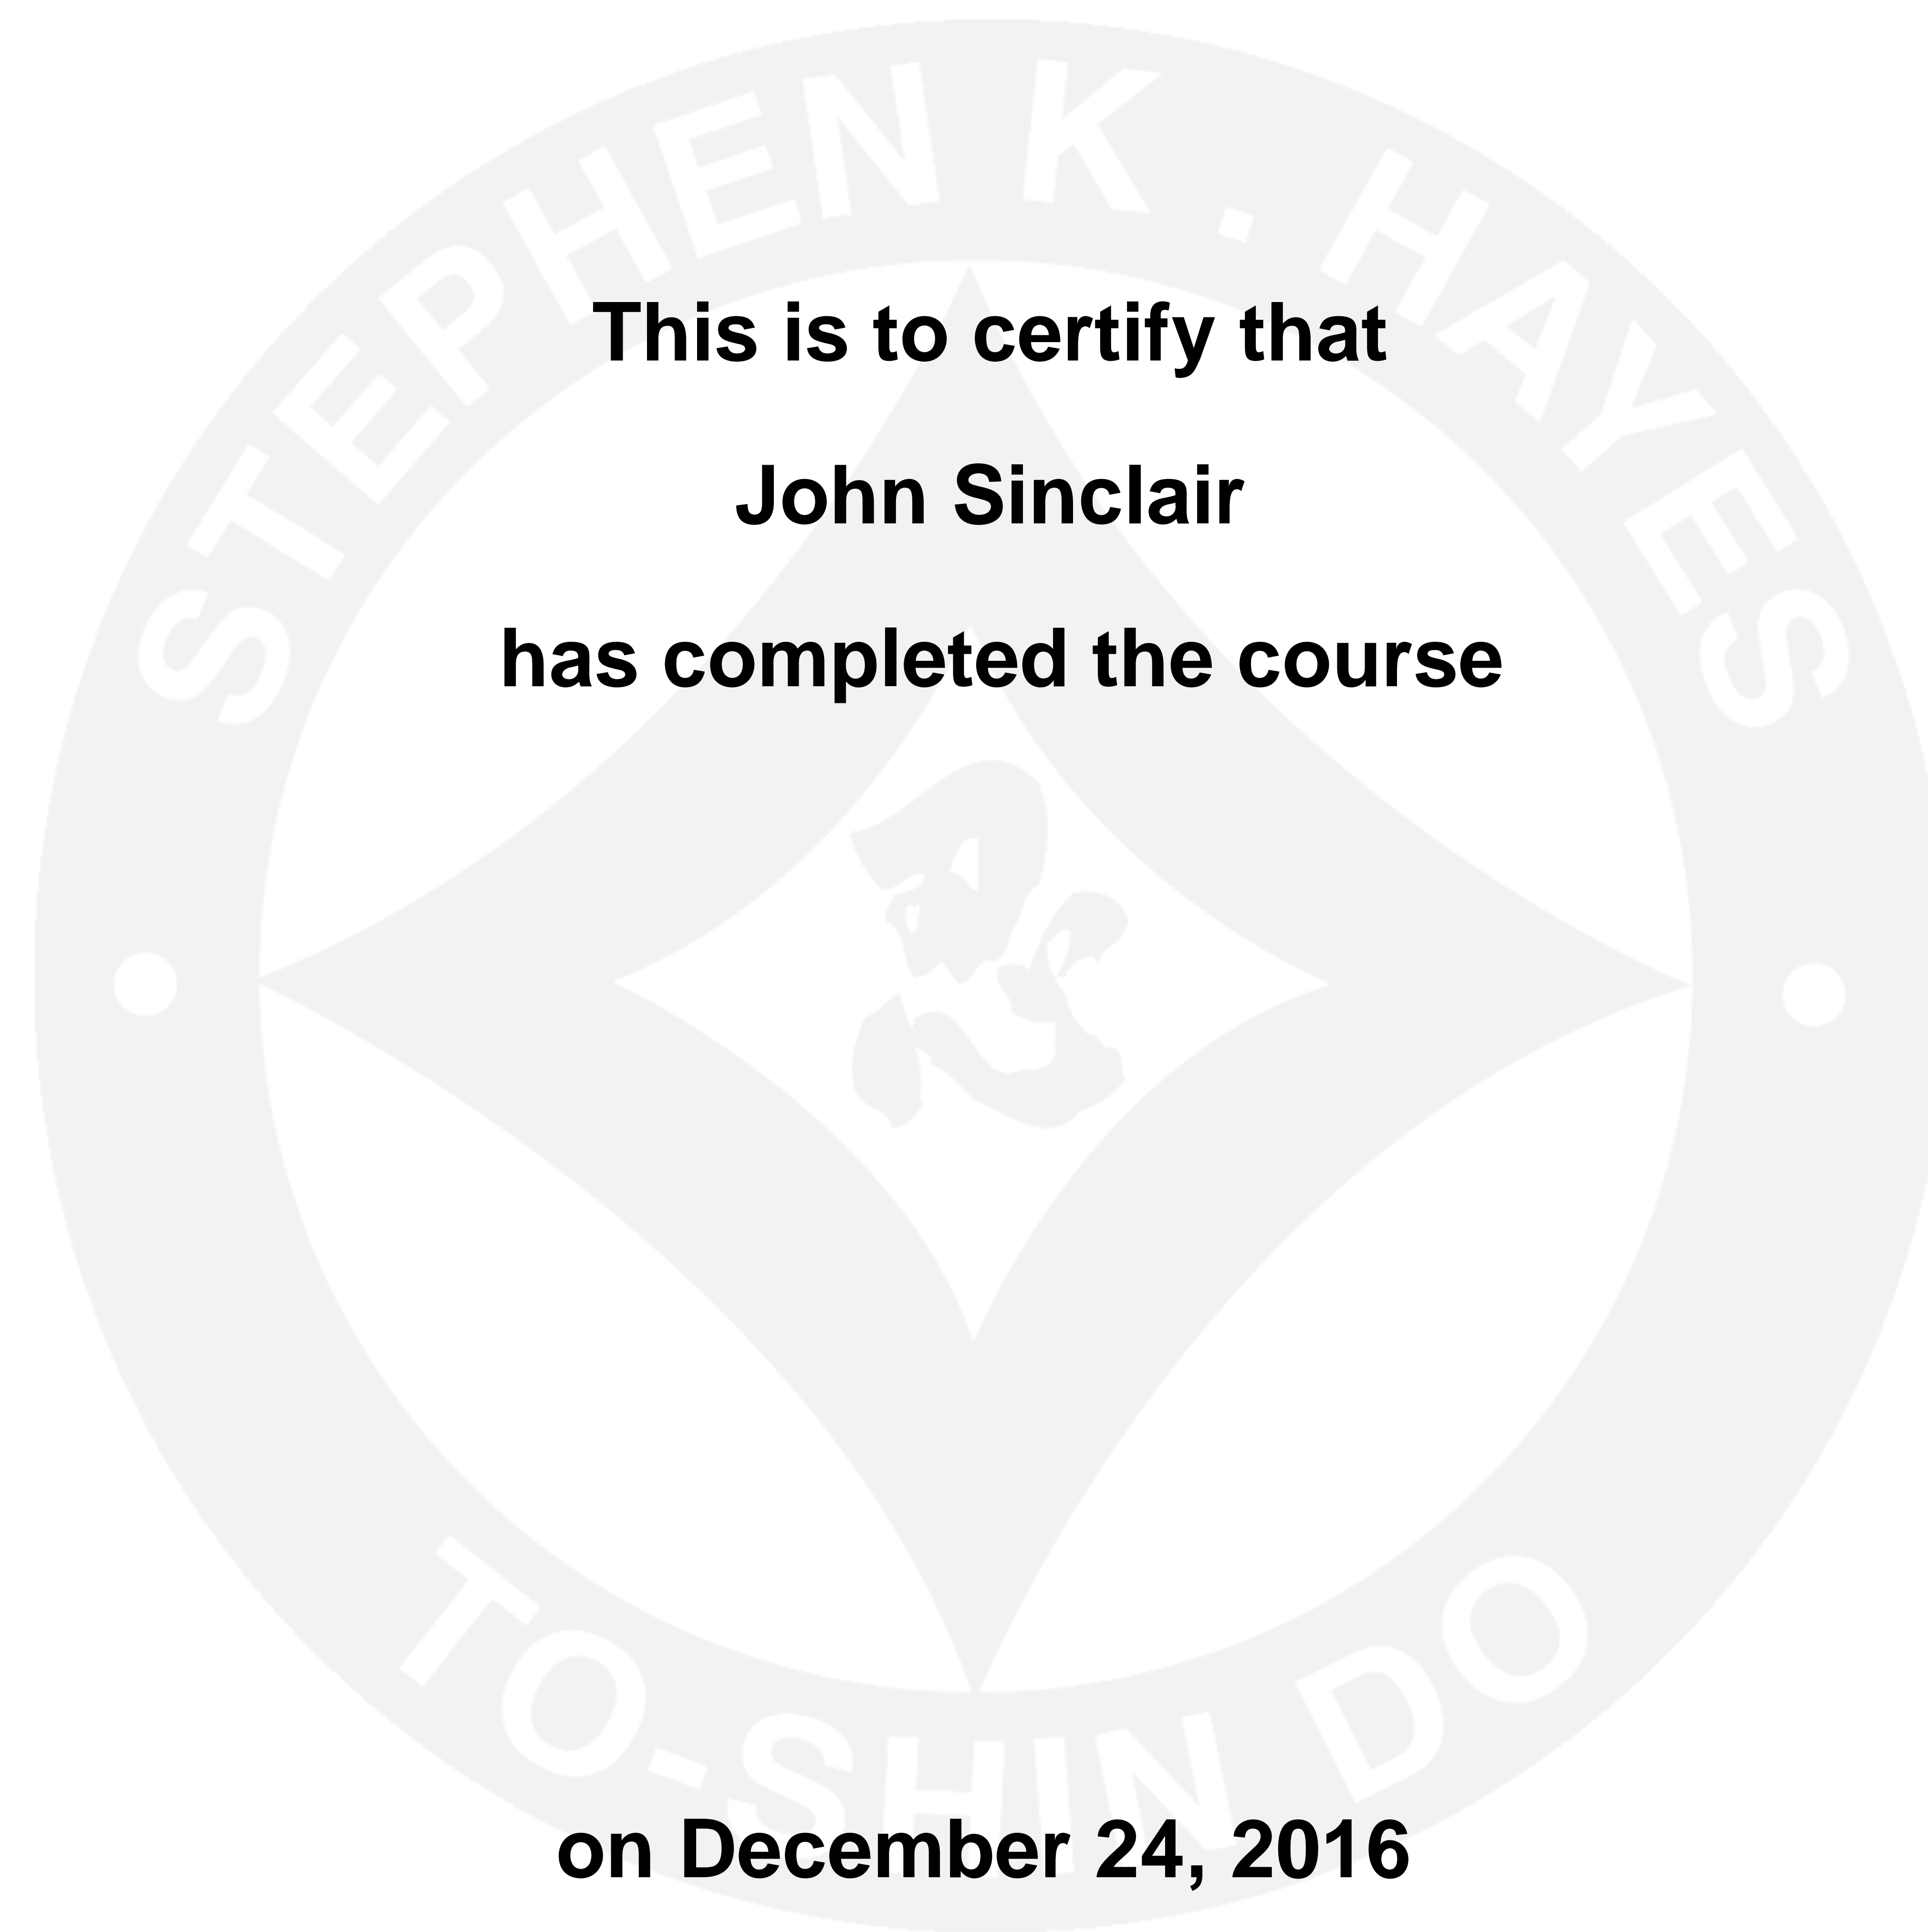 STEPHEN K. HAYES
This is to certify that
John Sinclair
has completed the course
忍
TO-SHIN DO
on December 24, 2016